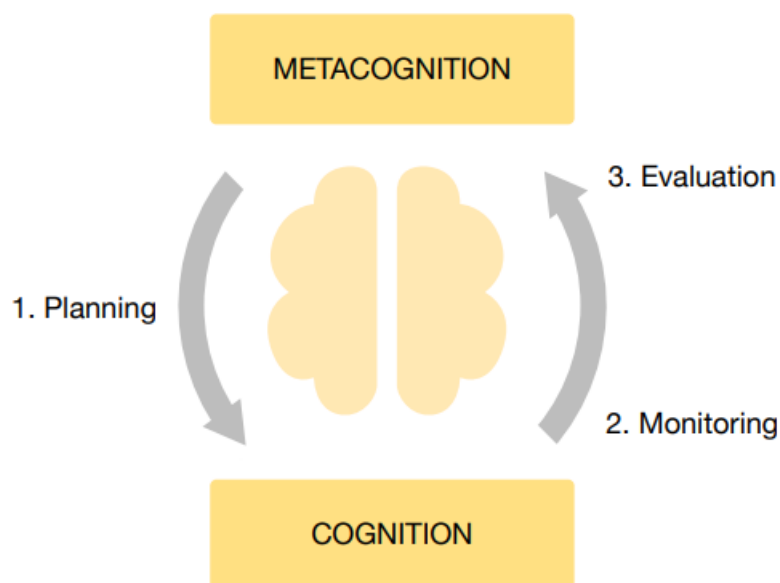 METACOGNITION
3. Evaluation
1. Planning
2. Monitoring
COGNITION